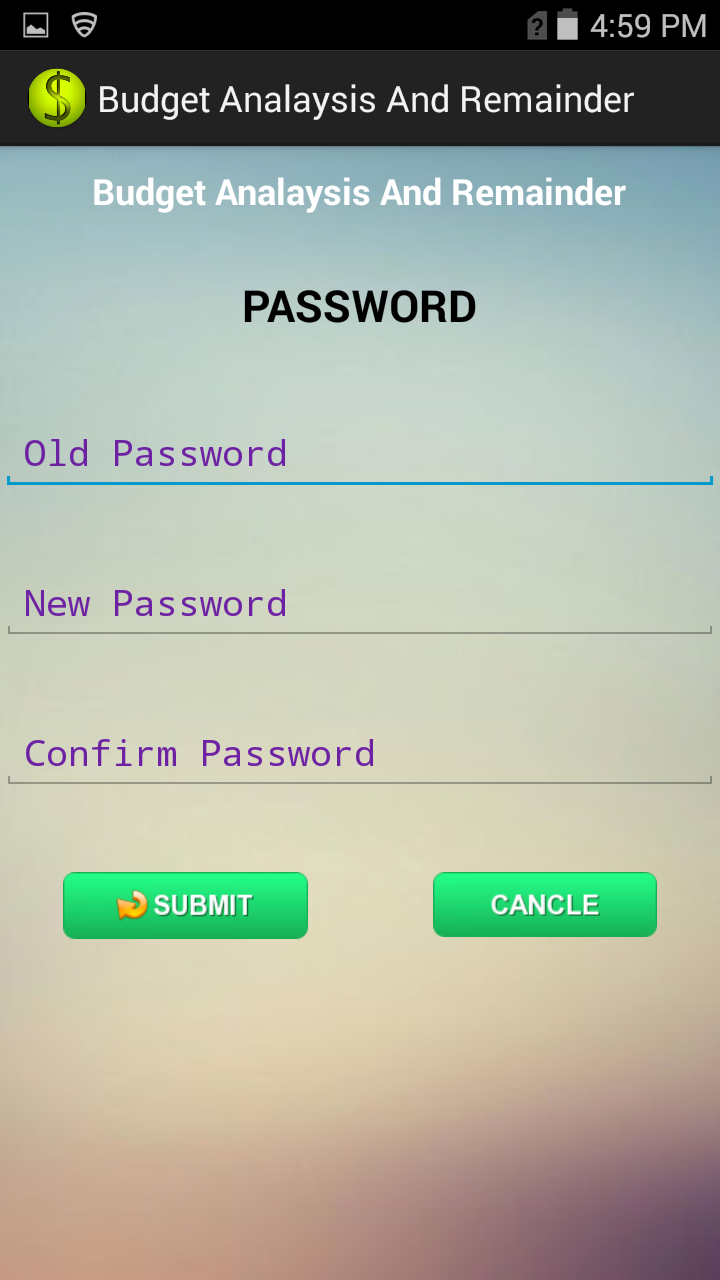 4:59 PM
Budget Analaysis And Remainder
Budget Analaysis And Remainder
PASSWORD
Old Password
New Password
Confirm Password
SUBMIT CANCLE